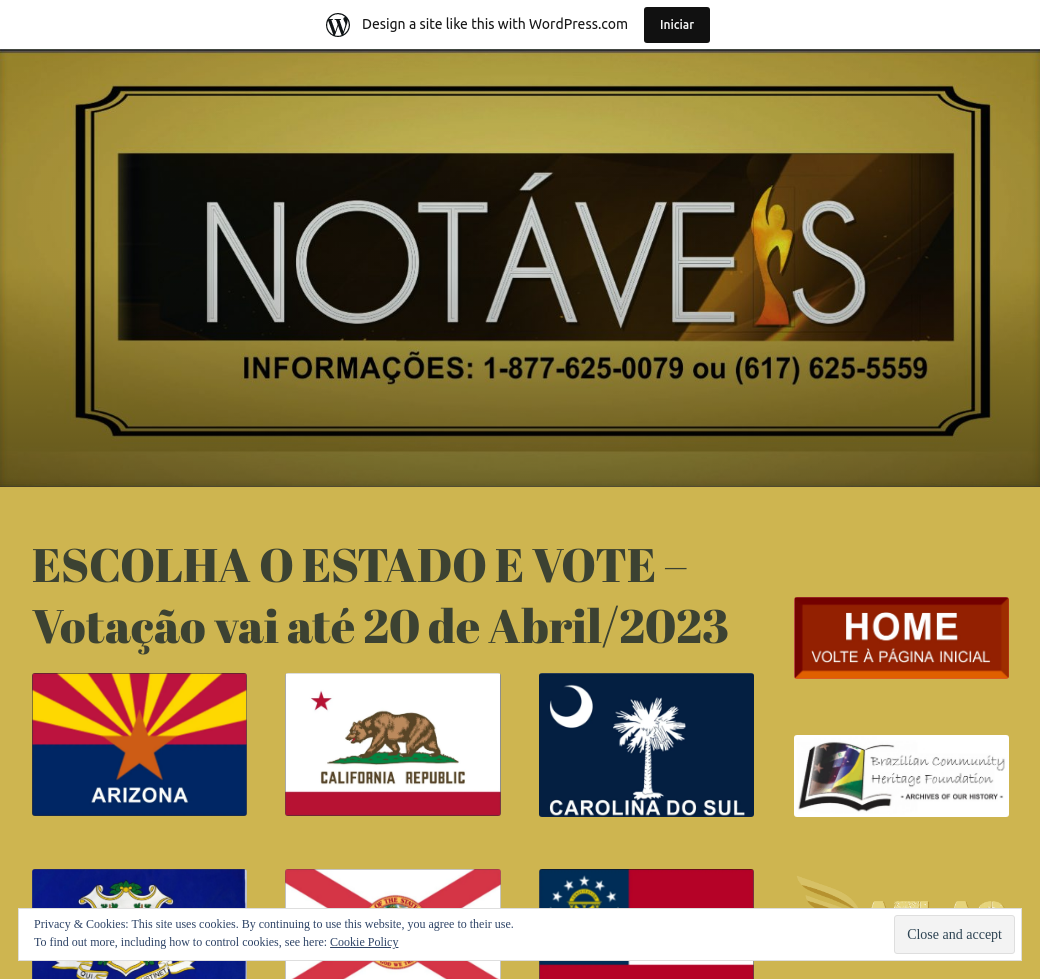 Design a site like this with WordPress.com
Iniciar
NOTÁVEIS
INFORMAÇÕES: 1-877-625-0079 ou (617) 625-5559
ESCOLHA O ESTADO E VOTE –
Votação vai até 20 de Abril/2023
HOME
VOLTE À PÁGINA INICIAL
ARIZONA
CALIFORNIA REPUBLIC
CAROLINA DO SUL
Brazilian Community
Heritage Foundation
- ARCHIVES OF OUR HISTORY -
OF THE STATE
Privacy & Cookies: This site uses cookies. By continuing to use this website, you agree to their use.
To find out more, including how to control cookies, see here: Cookie Policy
Close and accept